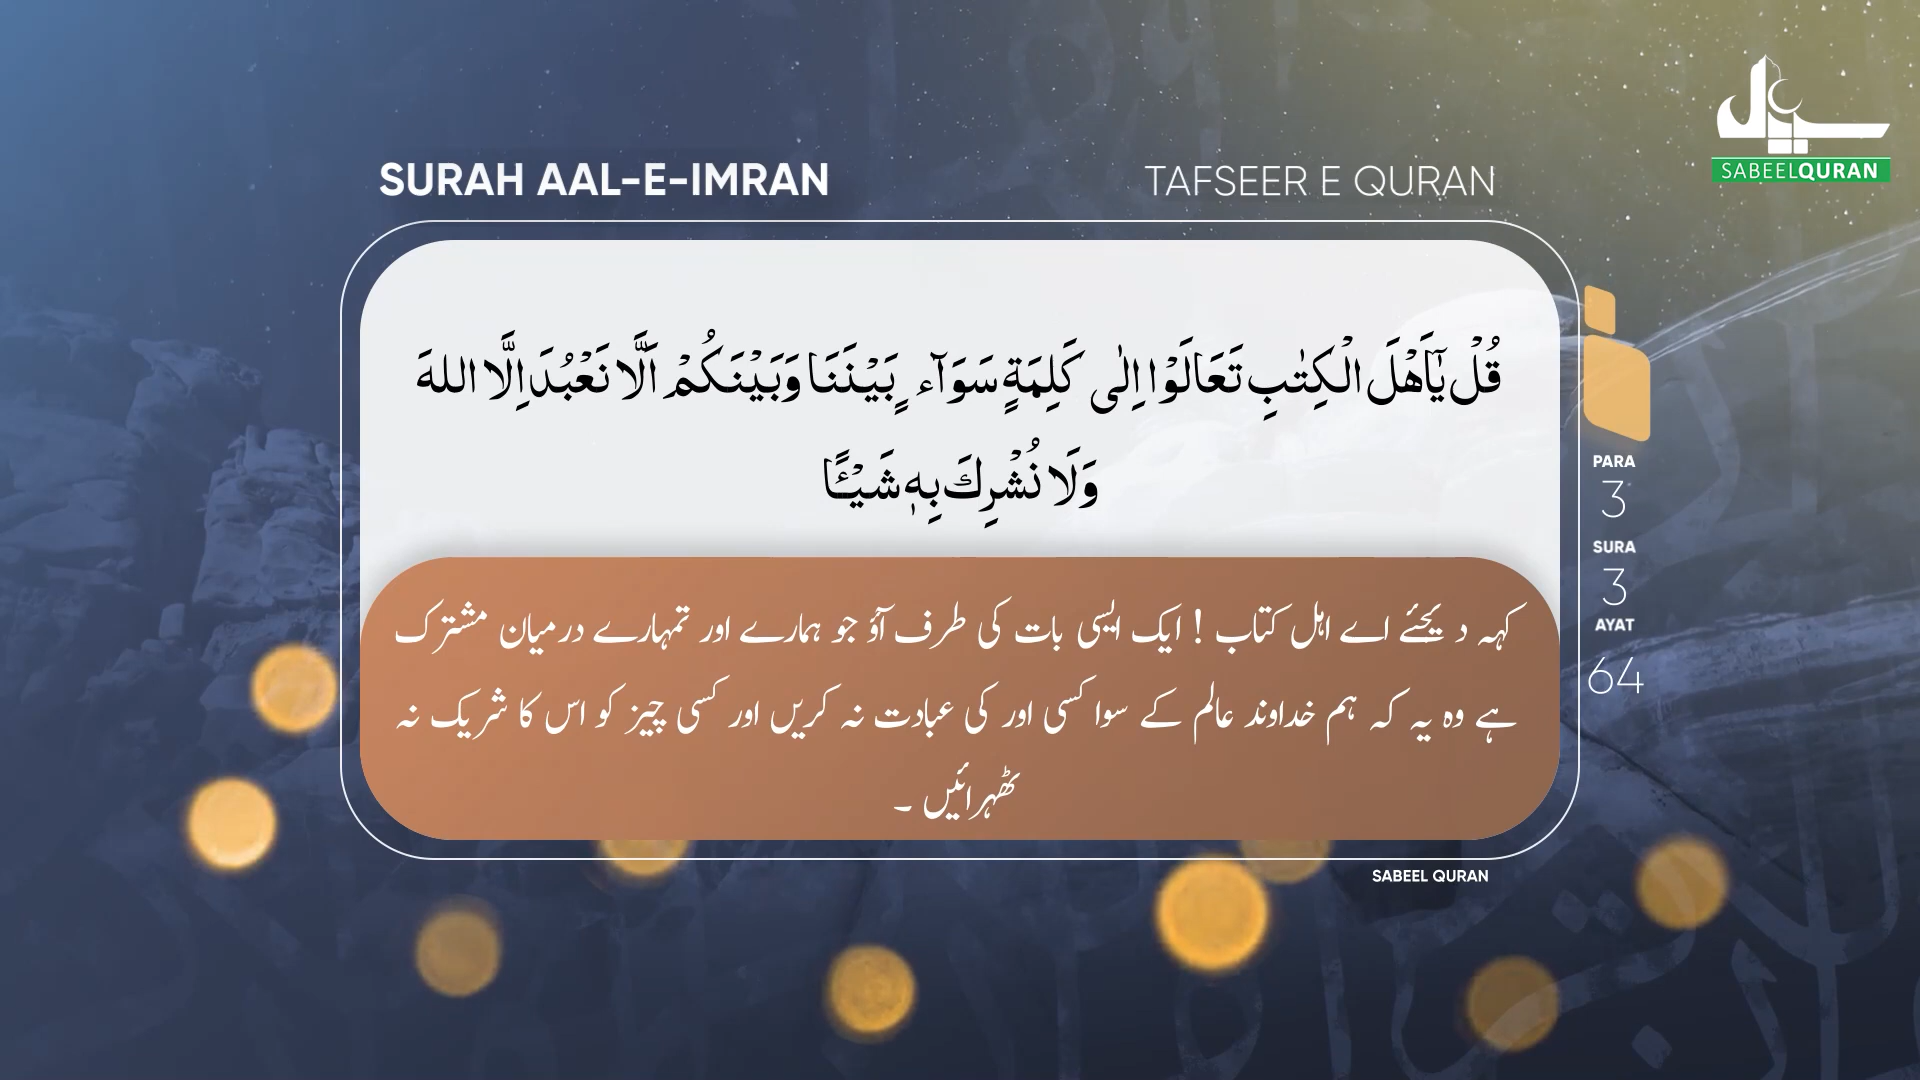 SABEELQURAN
SURAH AAL-E-IMRAN
TAFSEER E QURAN
قُلْ يٰٓاَهْلَ الْكِتٰبِ تَعَالَوْا اِلٰى كَلِمَةٍ سَوَآءٍۭ بَيْنَنَا وَبَيْنَكُمْ اَلَّا نَعْبُدَ اِلَّا اللهَ
وَلَا نُشْرِكَ بِهٖ شَيْـًٔا
کہہ دیجئے اے اہل کتاب ! ایک ایسی بات کی طرف آؤ جو ہمارے اور تمہارے درمیان مشترک
ہے وہ یہ کہ ہم خداوند عالم کے سوا کسی اور کی عبادت نہ کریں اور کسی چیز کو اس کا شریک نہ
ٹھہرائیں ۔
PARA
3
SURA
3
AYAT
64
SABEEL QURAN